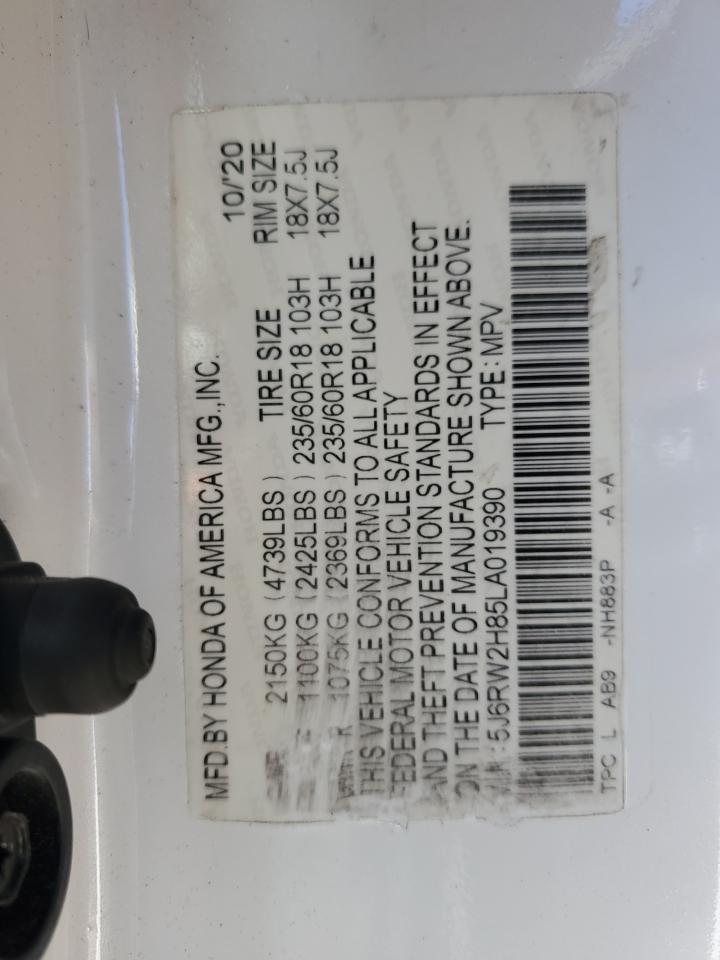 MFD.BY HONDA OF AMERICA MFG.,INC. 10/'20
2150KG (4739LBS) TIRE SIZE RIM SIZE
F 1100KG (2425LBS) 235/60R18 103H 18X7.5J
R 1075KG (2369LBS) 235/60R18 103H 18X7.5J
THIS VEHICLE CONFORMS TO ALL APPLICABLE
FEDERAL MOTOR VEHICLE SAFETY
AND THEFT PREVENTION STANDARDS IN EFFECT
ON THE DATE OF MANUFACTURE SHOWN ABOVE.
: 5J6RW2H85LA019390 TYPE : MPV
TPC L AB9 -NH883P -A -A